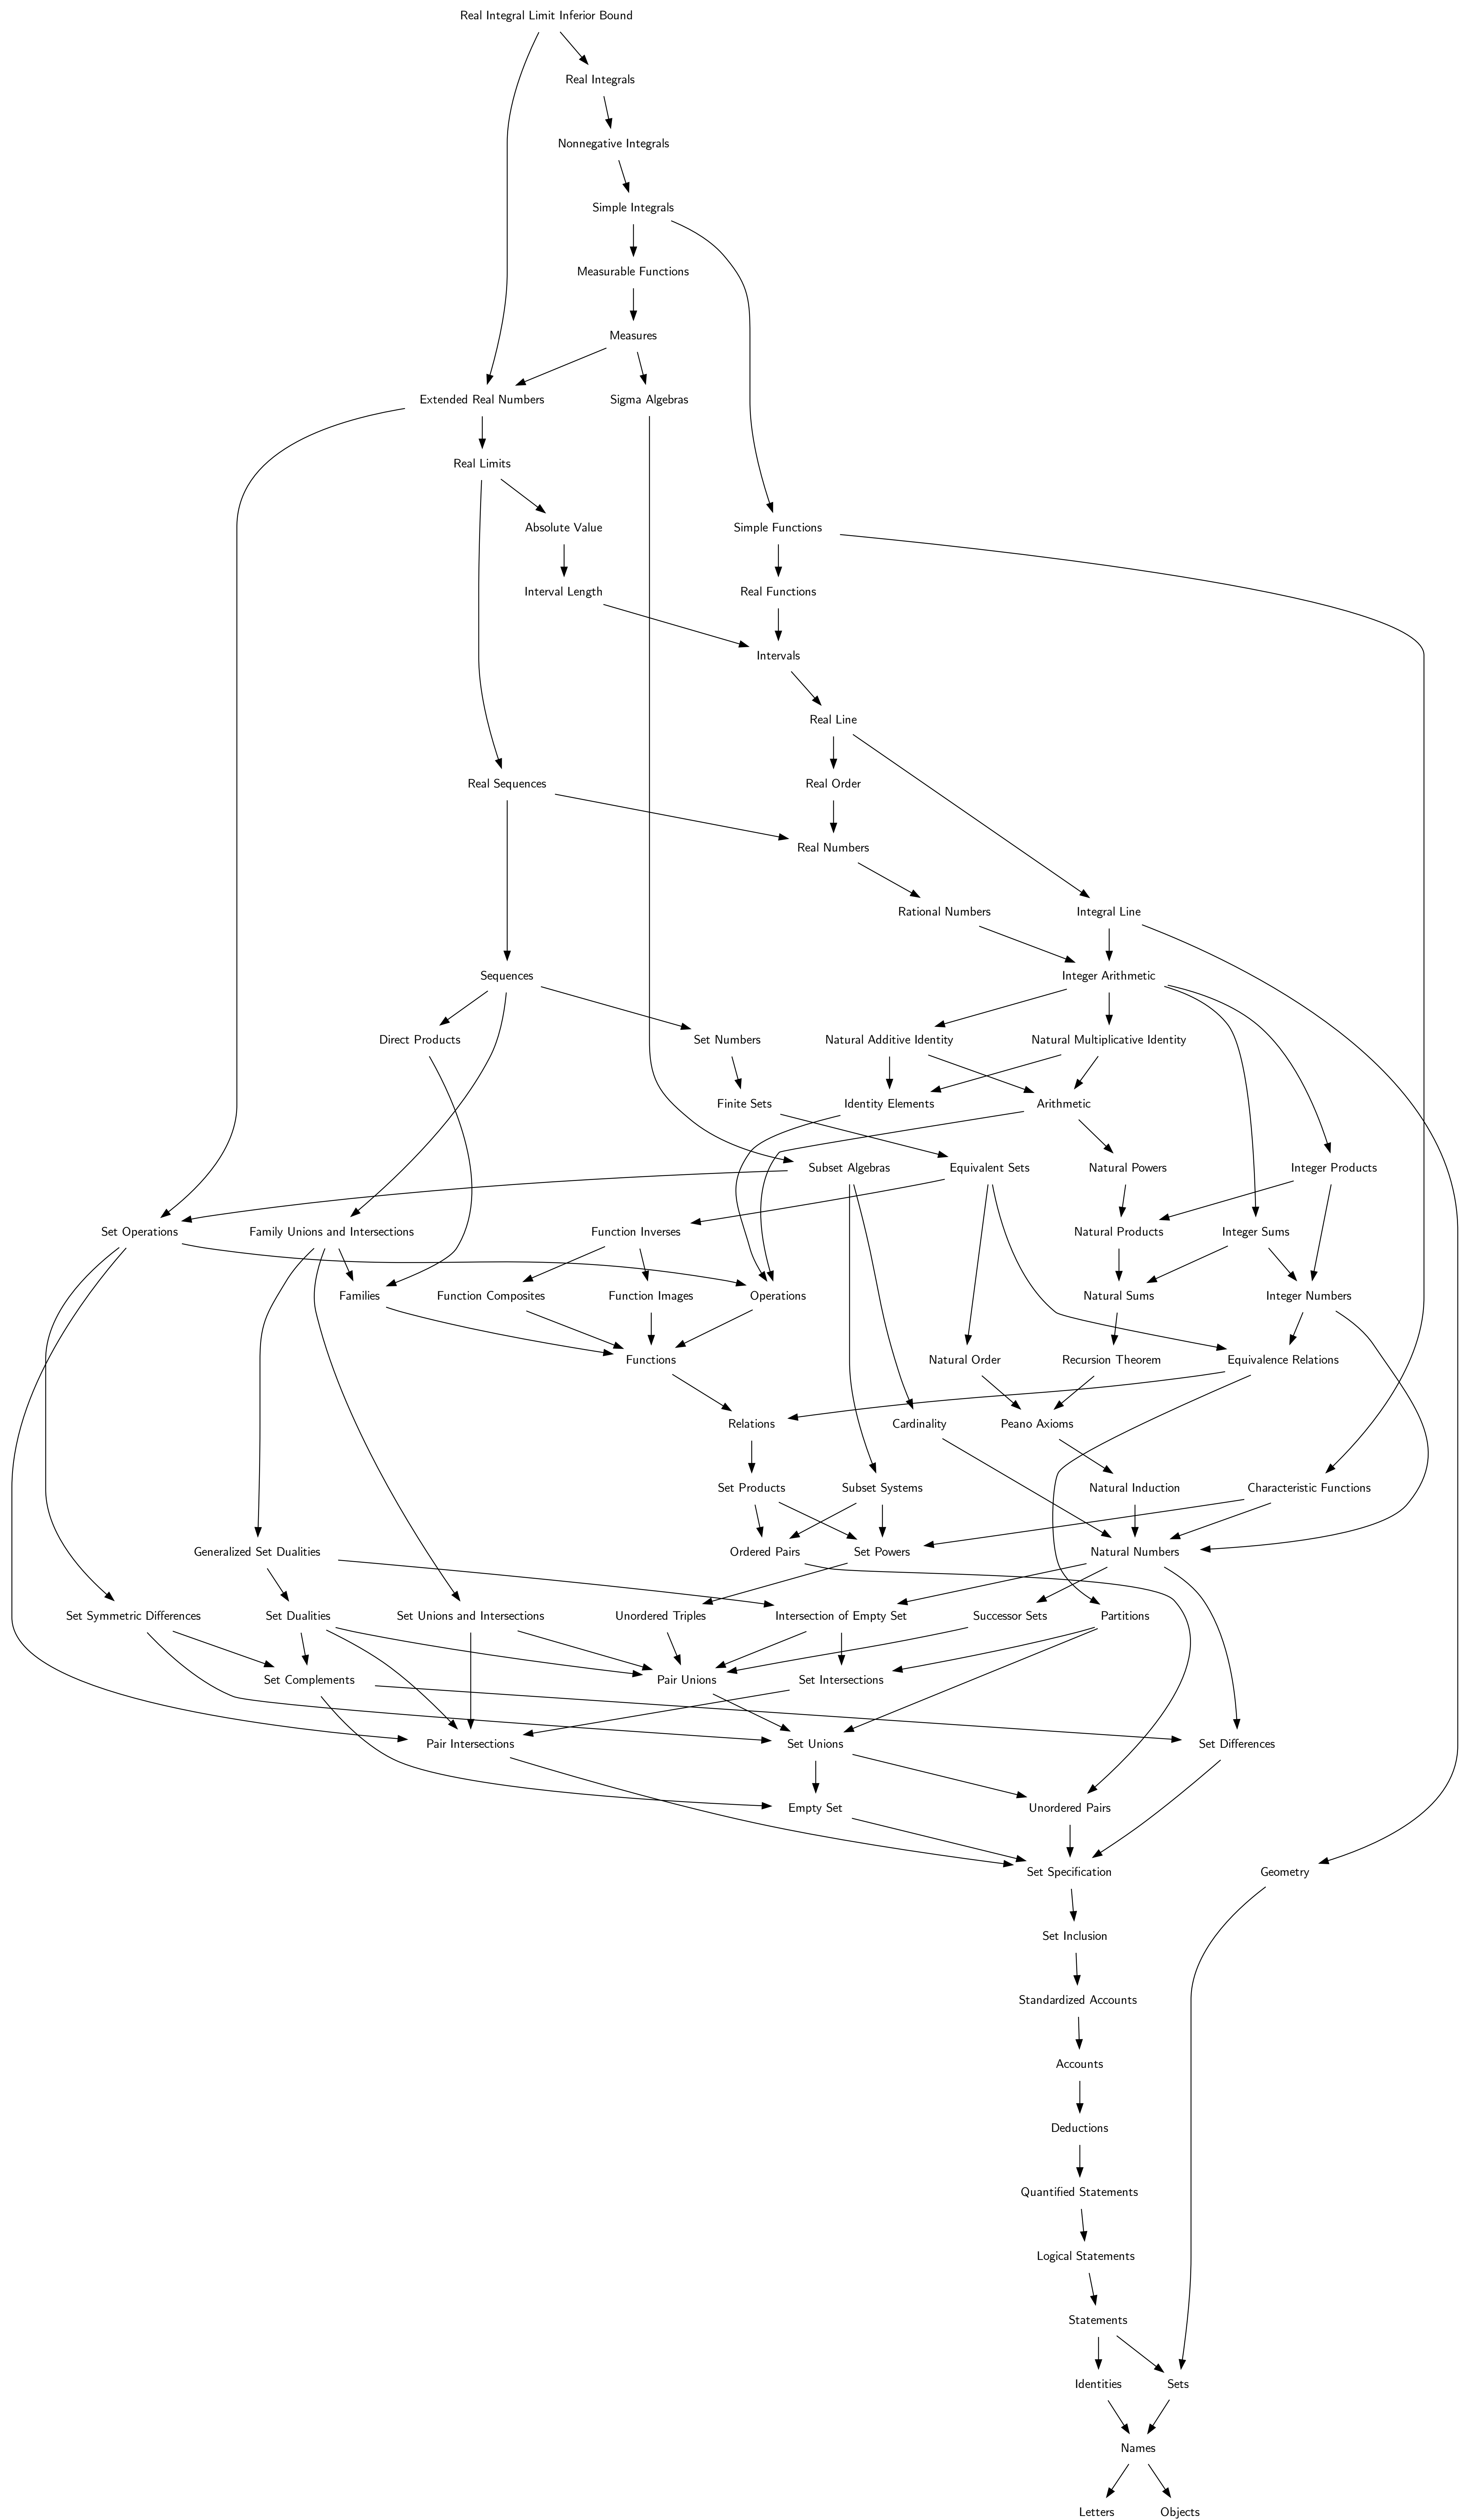 Real Integral Limit Inferior Bound
Real Integrals
Nonnegative Integrals
Simple Integrals
Measurable Functions
Measures
Extended Real Numbers
Sigma Algebras
Real Limits
Absolute Value
Simple Functions
Interval Length
Real Functions
Intervals
Real Line
Real Sequences
Real Order
Real Numbers
Rational Numbers
Integral Line
Sequences
Integer Arithmetic
Direct Products
Set Numbers
Natural Additive Identity
Natural Multiplicative Identity
Finite Sets
Identity Elements
Arithmetic
Subset Algebras
Equivalent Sets
Natural Powers
Integer Products
Set Operations
Family Unions and Intersections
Function Inverses
Natural Products
Integer Sums
Families
Function Composites
Function Images
Operations
Natural Sums
Integer Numbers
Functions
Natural Order
Recursion Theorem
Equivalence Relations
Relations
Cardinality
Peano Axioms
Set Products
Subset Systems
Natural Induction
Characteristic Functions
Generalized Set Dualities
Ordered Pairs
Set Powers
Natural Numbers
Set Symmetric Differences
Set Dualities
Set Unions and Intersections
Unordered Triples
Intersection of Empty Set
Successor Sets
Partitions
Set Complements
Pair Unions
Set Intersections
Pair Intersections
Set Unions
Set Differences
Empty Set
Unordered Pairs
Set Specification
Geometry
Set Inclusion
Standardized Accounts
Accounts
Deductions
Quantified Statements
Logical Statements
Statements
Identities
Sets
Names
Letters
Objects